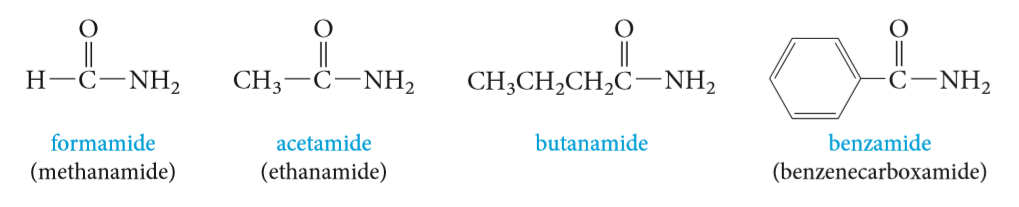 O O O O
H—C—NH₂ CH₃—C—NH₂ CH₃CH₂CH₂C—NH₂ C—NH₂
formamide acetamide butanamide benzamide
(methanamide) (ethanamide) (benzenecarboxamide)